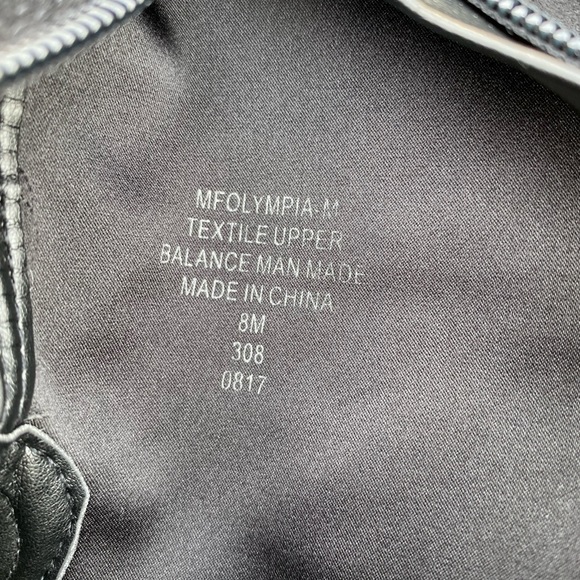 MFOLYMPIA-M
TEXTILE UPPER
BALANCE MAN MADE
MADE IN CHINA
8M
308
0817